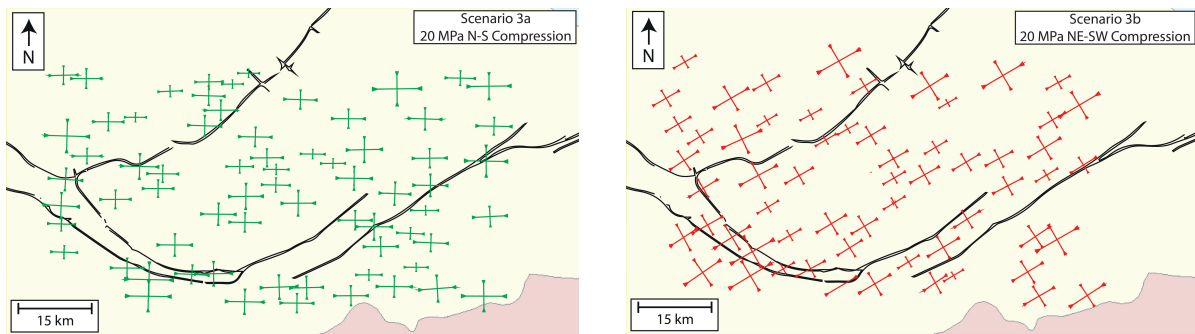 Scenario 3a
20 MPa N-S Compression
N
15 km
Scenario 3b
20 MPa NE-SW Compression
N
15 km